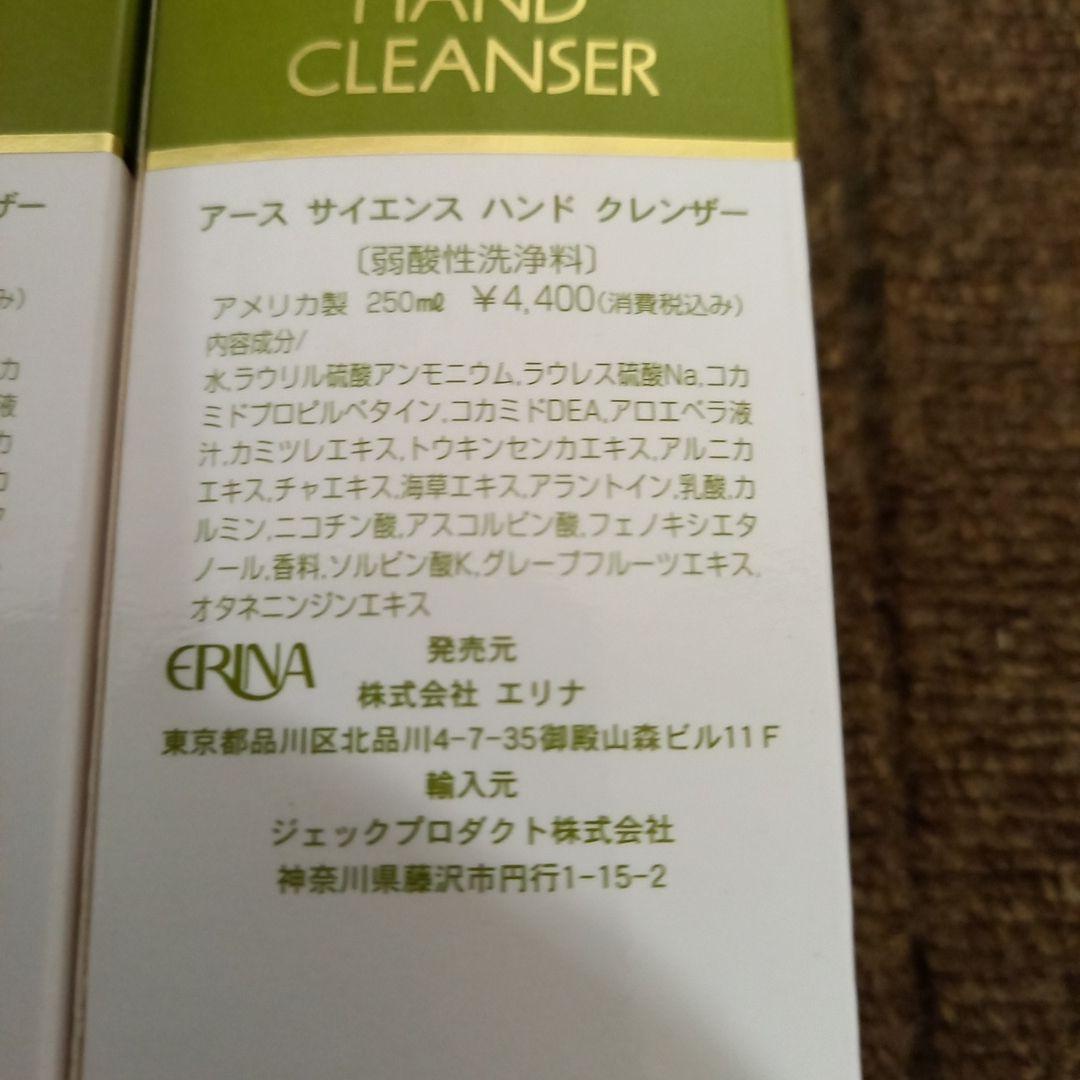 HAND
CLEANSER
アース サイエンス ハンド クレンザー
〔弱酸性洗浄料〕
アメリカ製 250㎖ ￥4,400(消費税込み)
内容成分/
水,ラウリル硫酸アンモニウム,ラウレス硫酸Na,コカ
ミドプロピルベタイン,コカミドDEA,アロエベラ液
汁,カミツレエキス,トウキンセンカエキス,アルニカ
エキス,チャエキス,海草エキス,アラントイン,乳酸,カ
ルミン,ニコチン酸,アスコルビン酸,フェノキシエタ
ノール,香料,ソルビン酸K,グレープフルーツエキス,
オタネニンジンエキス
ERINA
発売元
株式会社 エリナ
東京都品川区北品川4-7-35御殿山森ビル11F
輸入元
ジェックプロダクト株式会社
神奈川県藤沢市円行1-15-2
ザー
み)
カ
液
カ